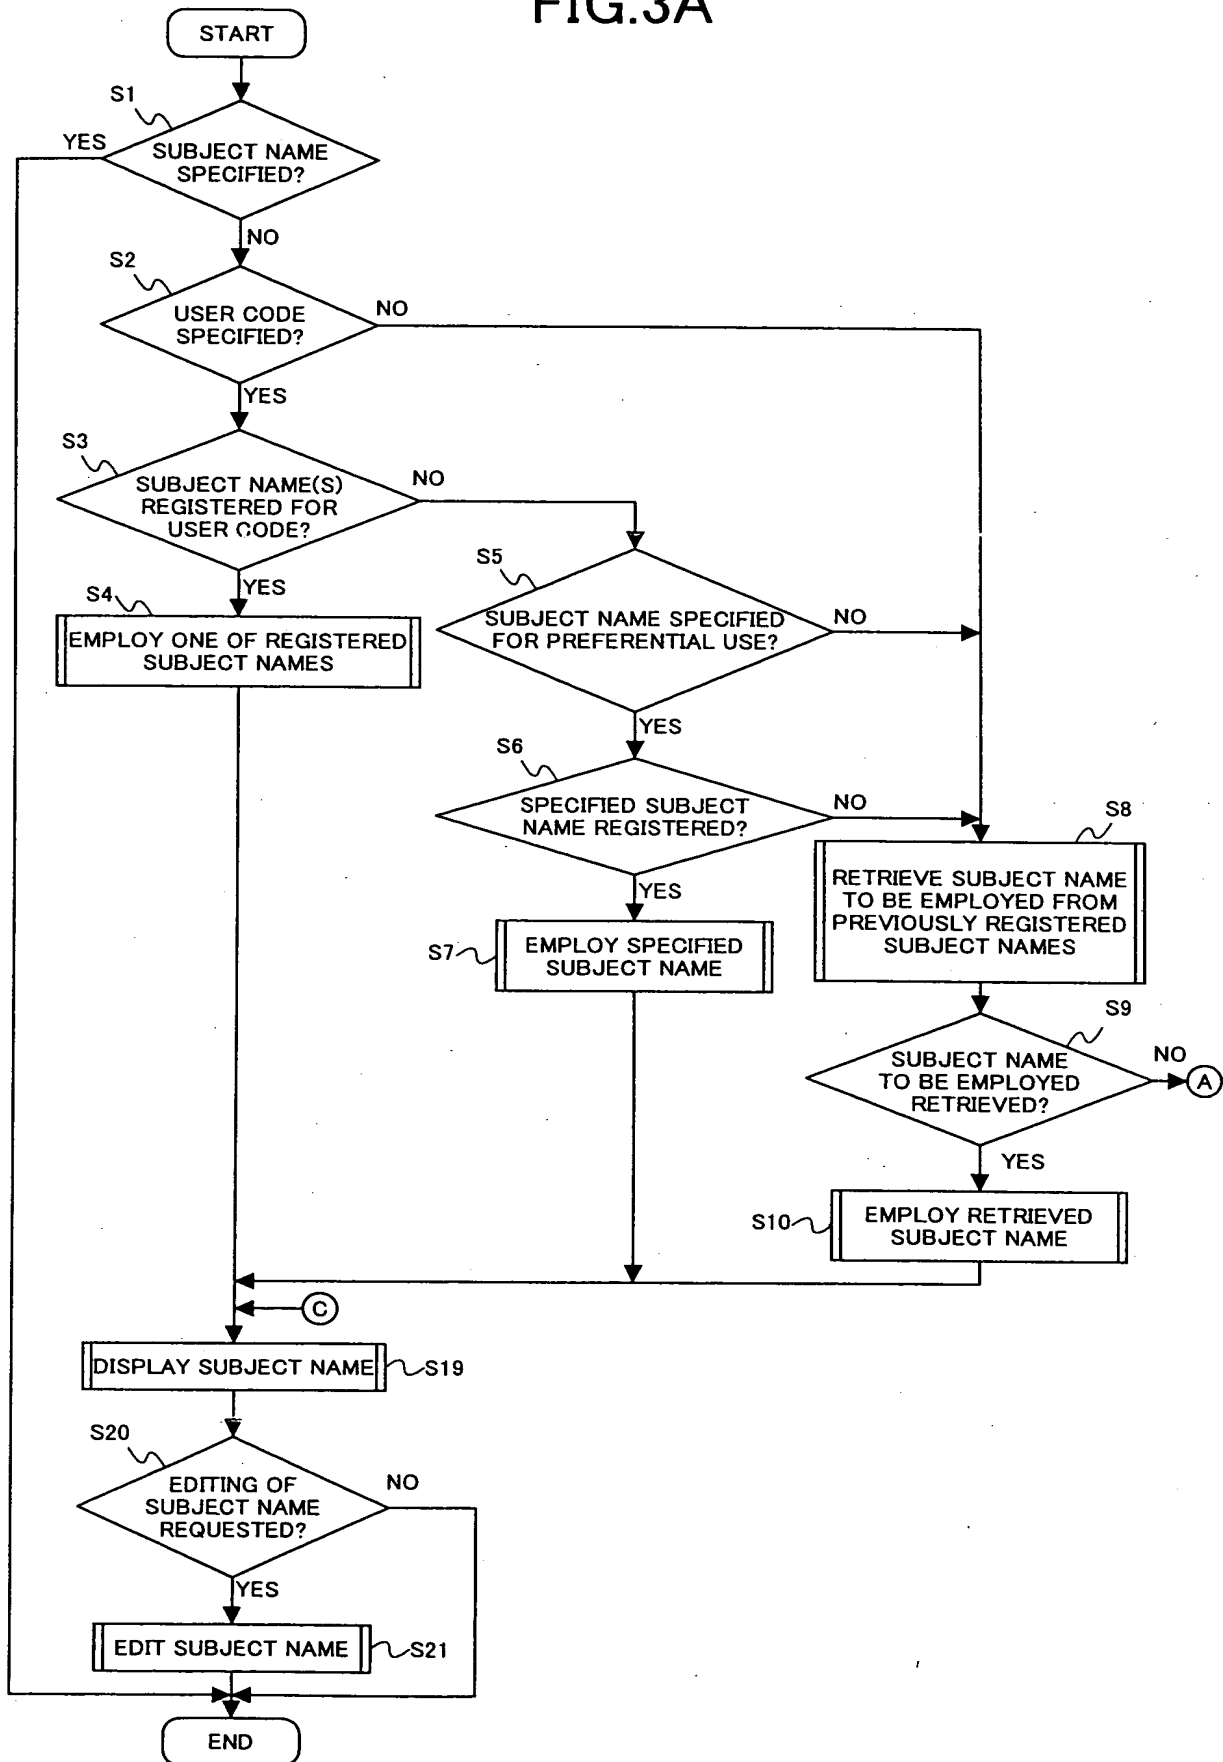 FIG.3A
START
S1
YES
SUBJECT NAME
SPECIFIED?
NO
S2
USER CODE
SPECIFIED?
NO
YES
S3
SUBJECT NAME(S)
REGISTERED FOR
USER CODE?
NO
YES
S4
EMPLOY ONE OF REGISTERED
SUBJECT NAMES
S5
SUBJECT NAME SPECIFIED
FOR PREFERENTIAL USE?
NO
YES
S6
SPECIFIED SUBJECT
NAME REGISTERED?
NO
YES
S7
EMPLOY SPECIFIED
SUBJECT NAME
S8
RETRIEVE SUBJECT NAME
TO BE EMPLOYED FROM
PREVIOUSLY REGISTERED
SUBJECT NAMES
S9
SUBJECT NAME
TO BE EMPLOYED
RETRIEVED?
NO
A
YES
S10
EMPLOY RETRIEVED
SUBJECT NAME
C
DISPLAY SUBJECT NAME
S19
S20
EDITING OF
SUBJECT NAME
REQUESTED?
NO
YES
EDIT SUBJECT NAME
S21
END